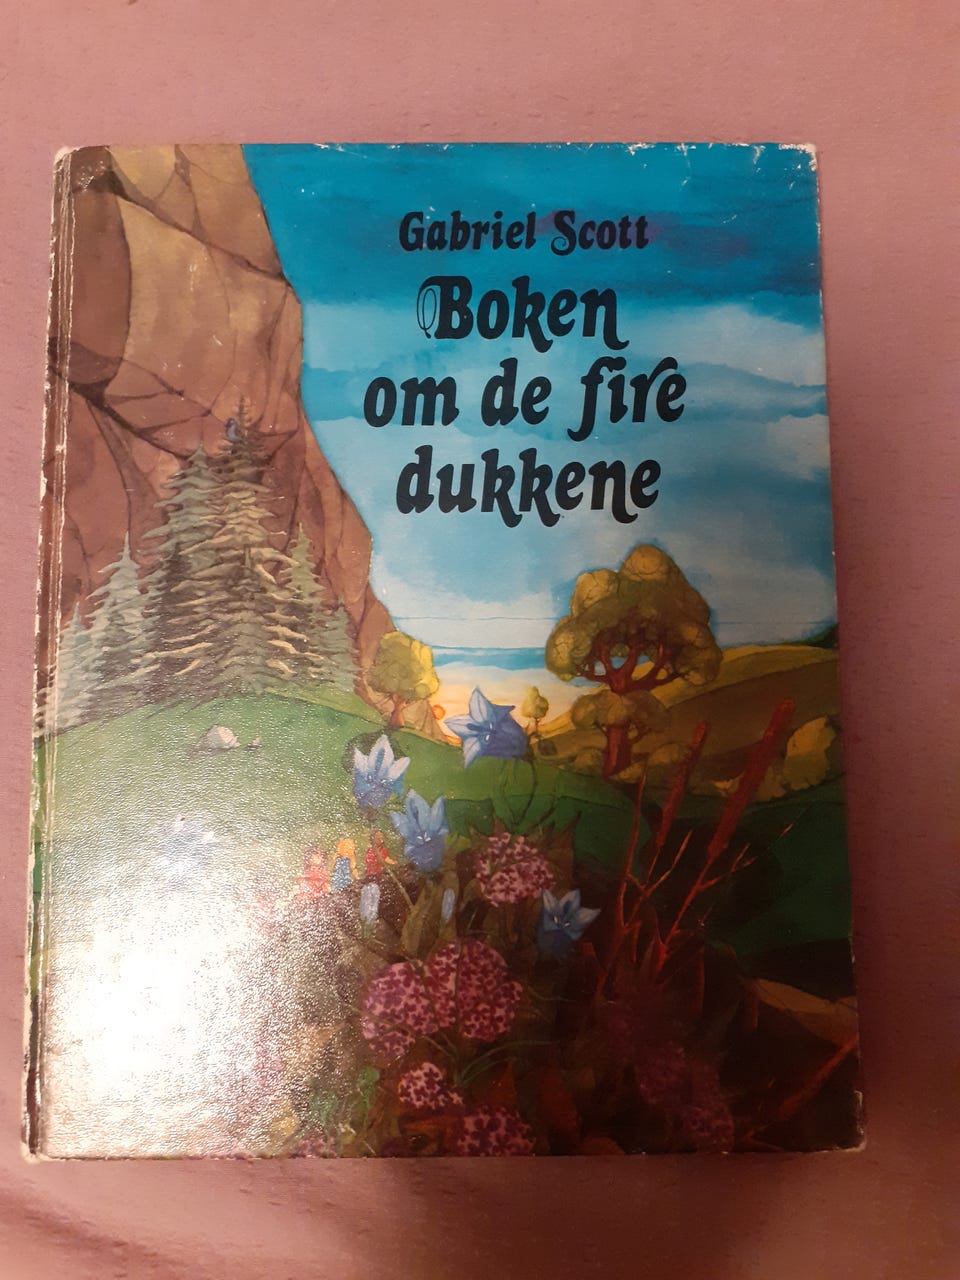 Gabriel Scott
Boken
om de fire
dukkene